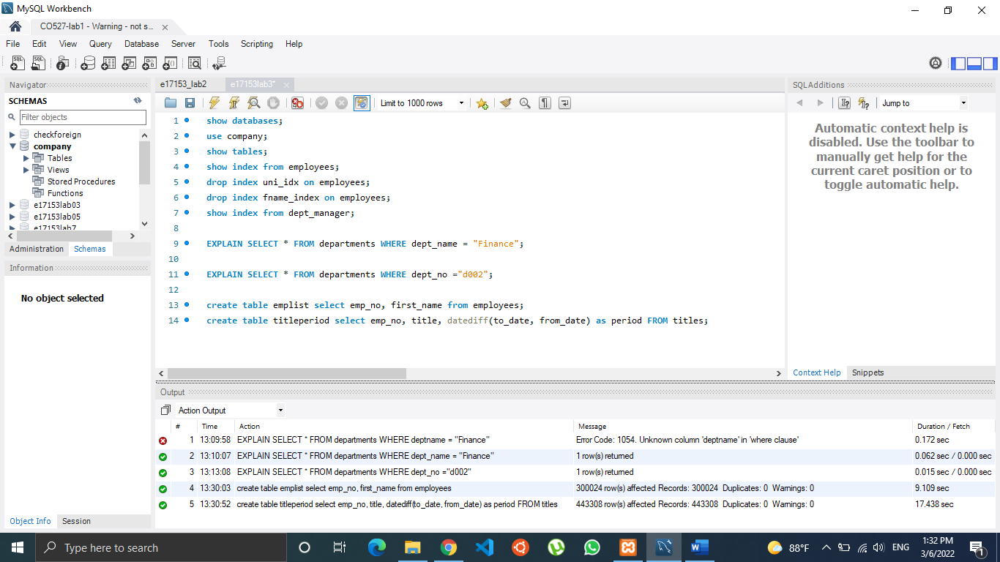 MySQL Workbench
CO527-lab1 - Warning - not s...
File Edit View Query Database Server Tools Scripting Help
Navigator
SCHEMAS
Filter objects
checkforeign
company
Tables
Views
Stored Procedures
Functions
e17153lab03
e17153lab05
e17153lab7
Administration Schemas
Information
No object selected
Object Info Session
e17153_lab2 e17153lab3*
Limit to 1000 rows
1 show databases;
2 use company;
3 show tables;
4 show index from employees;
5 drop index uni_idx on employees;
6 drop index fname_index on employees;
7 show index from dept_manager;
8
9 EXPLAIN SELECT * FROM departments WHERE dept_name = "Finance";
10
11 EXPLAIN SELECT * FROM departments WHERE dept_no ="d002";
12
13 create table emplist select emp_no, first_name from employees;
14 create table titleperiod select emp_no, title, datediff(to_date, from_date) as period FROM titles;
SQLAdditions
Jump to
Automatic context help is
disabled. Use the toolbar to
manually get help for the
current caret position or to
toggle automatic help.
Context Help Snippets
Output
Action Output
# Time Action Message Duration / Fetch
1 13:09:58 EXPLAIN SELECT * FROM departments WHERE deptname = "Finance" Error Code: 1054. Unknown column 'deptname' in 'where clause' 0.172 sec
2 13:10:07 EXPLAIN SELECT * FROM departments WHERE dept_name = "Finance" 1 row(s) returned 0.062 sec / 0.000 sec
3 13:13:08 EXPLAIN SELECT * FROM departments WHERE dept_no ="d002" 1 row(s) returned 0.015 sec / 0.000 sec
4 13:30:03 create table emplist select emp_no, first_name from employees 300024 row(s) affected Records: 300024 Duplicates: 0 Warnings: 0 9.109 sec
5 13:30:52 create table titleperiod select emp_no, title, datediff(to_date, from_date) as period FROM titles 443308 row(s) affected Records: 443308 Duplicates: 0 Warnings: 0 17.438 sec
Type here to search
88°F
ENG
1:32 PM
3/6/2022
1